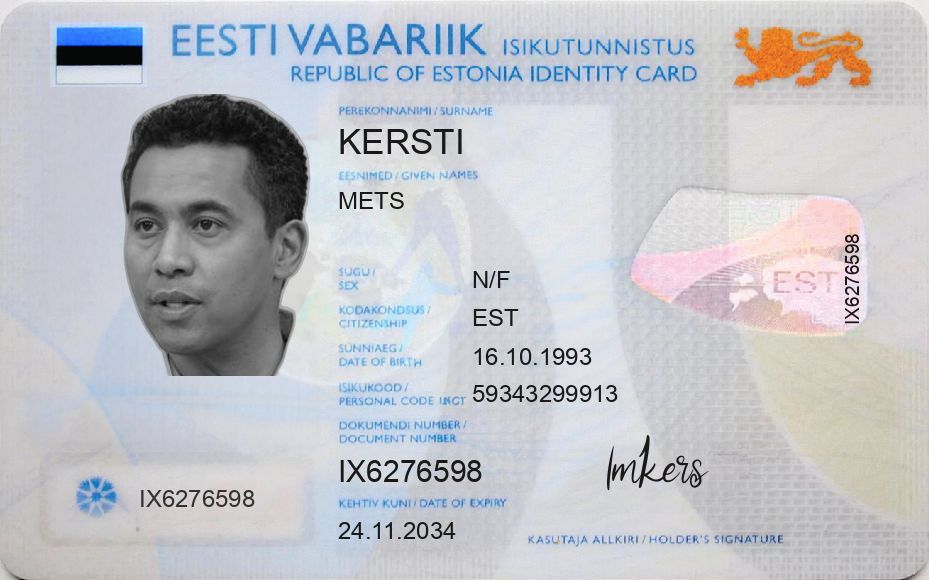 EESTI VABARIIK ISIKUTUNNISTUS
REPUBLIC OF ESTONIA IDENTITY CARD
PEREKONNANIMI / SURNAME
KERSTI
EESNIMED / GIVEN NAMES
METS
SUGU /
SEX
N/F
KODAKONDSUS /
CITIZENSHIP
EST
SÜNNIAEG /
DATE OF BIRTH
16.10.1993
ISIKUKOOD /
PERSONAL CODE
59343299913
DOKUMENDI NUMBER /
DOCUMENT NUMBER
IX6276598
KEHTIV KUNI / DATE OF EXPIRY
24.11.2034
IX6276598
EST
IX6276598
KASUTAJA ALLKIRI / HOLDER'S SIGNATURE